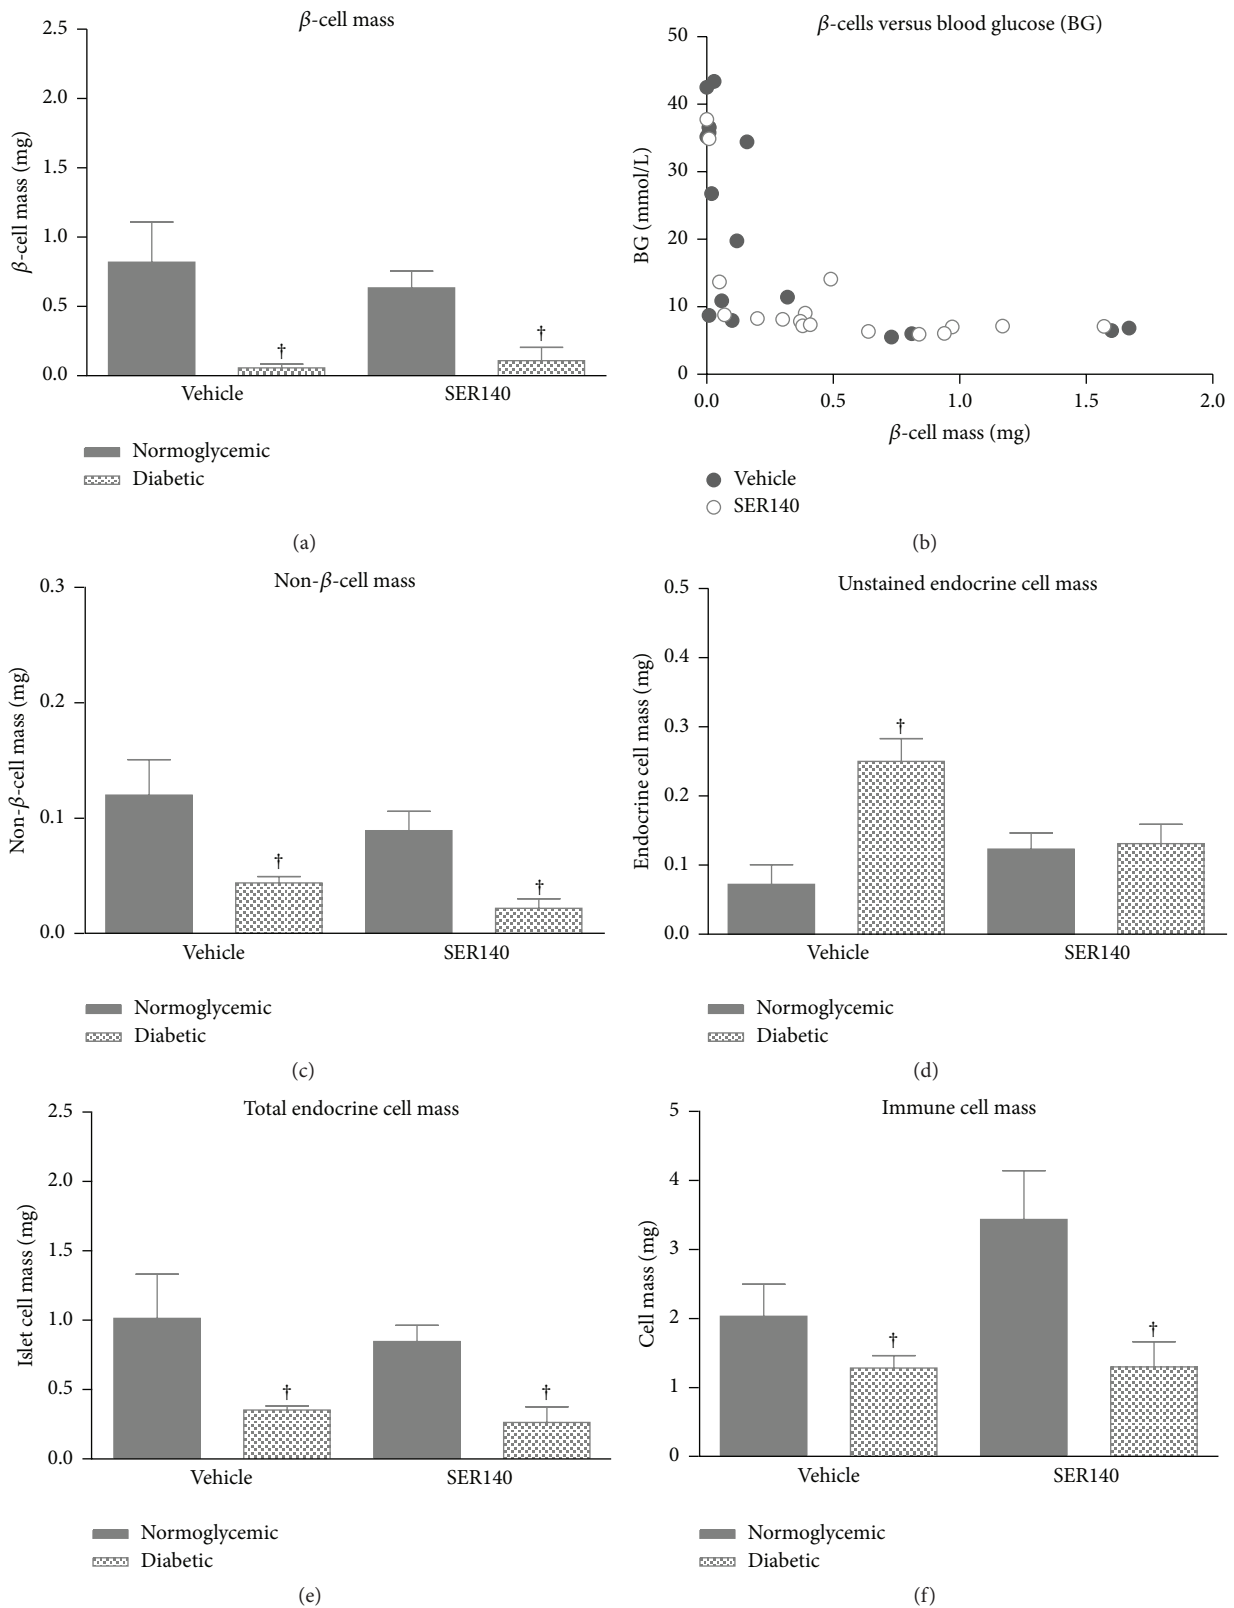 β-cell mass
2.5
2.0
1.5
1.0
0.5
0.0
β-cell mass (mg)
†
†
Vehicle
SER140
Normoglycemic
Diabetic
(a)
β-cells versus blood glucose (BG)
50
40
30
20
10
0
BG (mmol/L)
0.0
0.5
1.0
1.5
2.0
β-cell mass (mg)
Vehicle
SER140
(b)
Non-β-cell mass
0.3
0.2
0.1
0.0
Non-β-cell mass (mg)
†
†
Vehicle
SER140
Normoglycemic
Diabetic
(c)
Unstained endocrine cell mass
0.5
0.4
0.3
0.2
0.1
0.0
Endocrine cell mass (mg)
†
Vehicle
SER140
Normoglycemic
Diabetic
(d)
Total endocrine cell mass
2.5
2.0
1.5
1.0
0.5
0.0
Islet cell mass (mg)
†
†
Vehicle
SER140
Normoglycemic
Diabetic
(e)
Immune cell mass
5
4
3
2
1
0
Cell mass (mg)
†
†
Vehicle
SER140
Normoglycemic
Diabetic
(f)